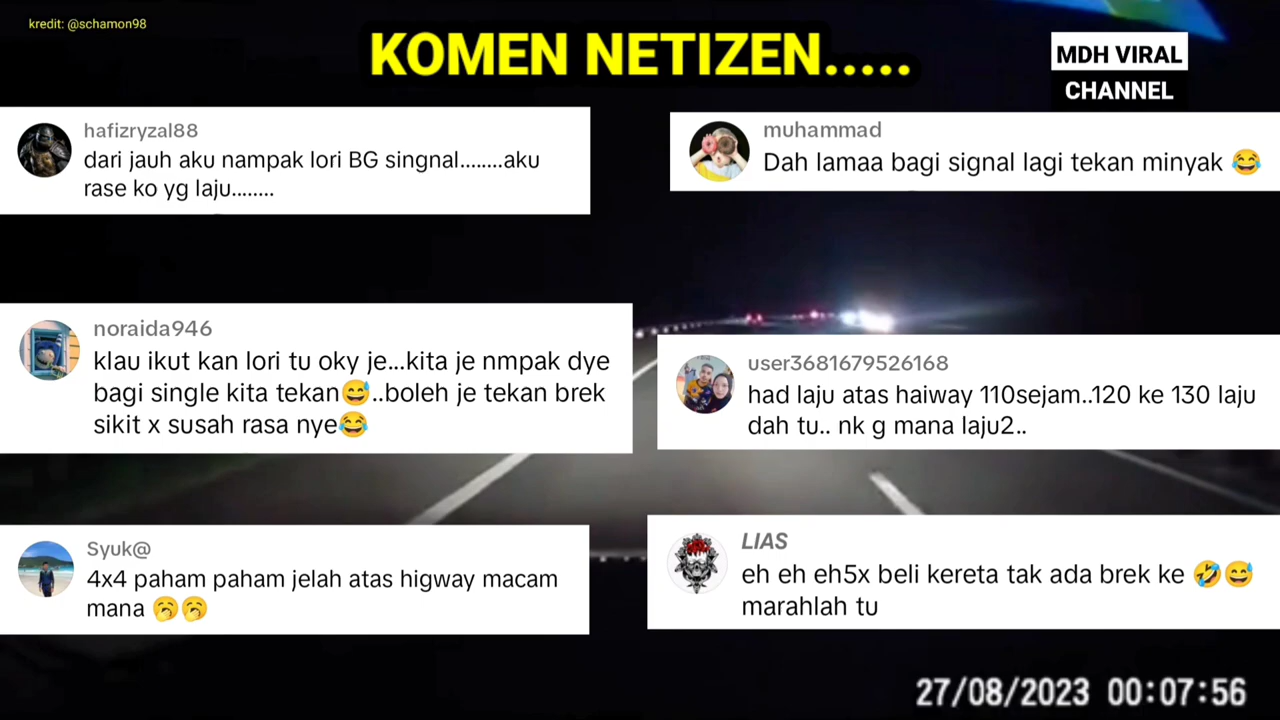 kredit: @schamon98
KOMEN NETIZEN.....
MDH VIRAL
CHANNEL
hafizryzal88
dari jauh aku nampak lori BG singnal........aku
rase ko yg laju........
muhammad
Dah lamaa bagi signal lagi tekan minyak 😂
noraida946
klau ikut kan lori tu oky je...kita je nmpak dye
bagi single kita tekan😅..boleh je tekan brek
sikit x susah rasa nye😂
user3681679526168
had laju atas haiway 110sejam..120 ke 130 laju
dah tu.. nk g mana laju2..
Syuk@
4x4 paham paham jelah atas higway macam
mana 🥱🥱
LIAS
eh eh eh5x beli kereta tak ada brek ke 🤣😅
marahlah tu
27/08/2023 00:07:56